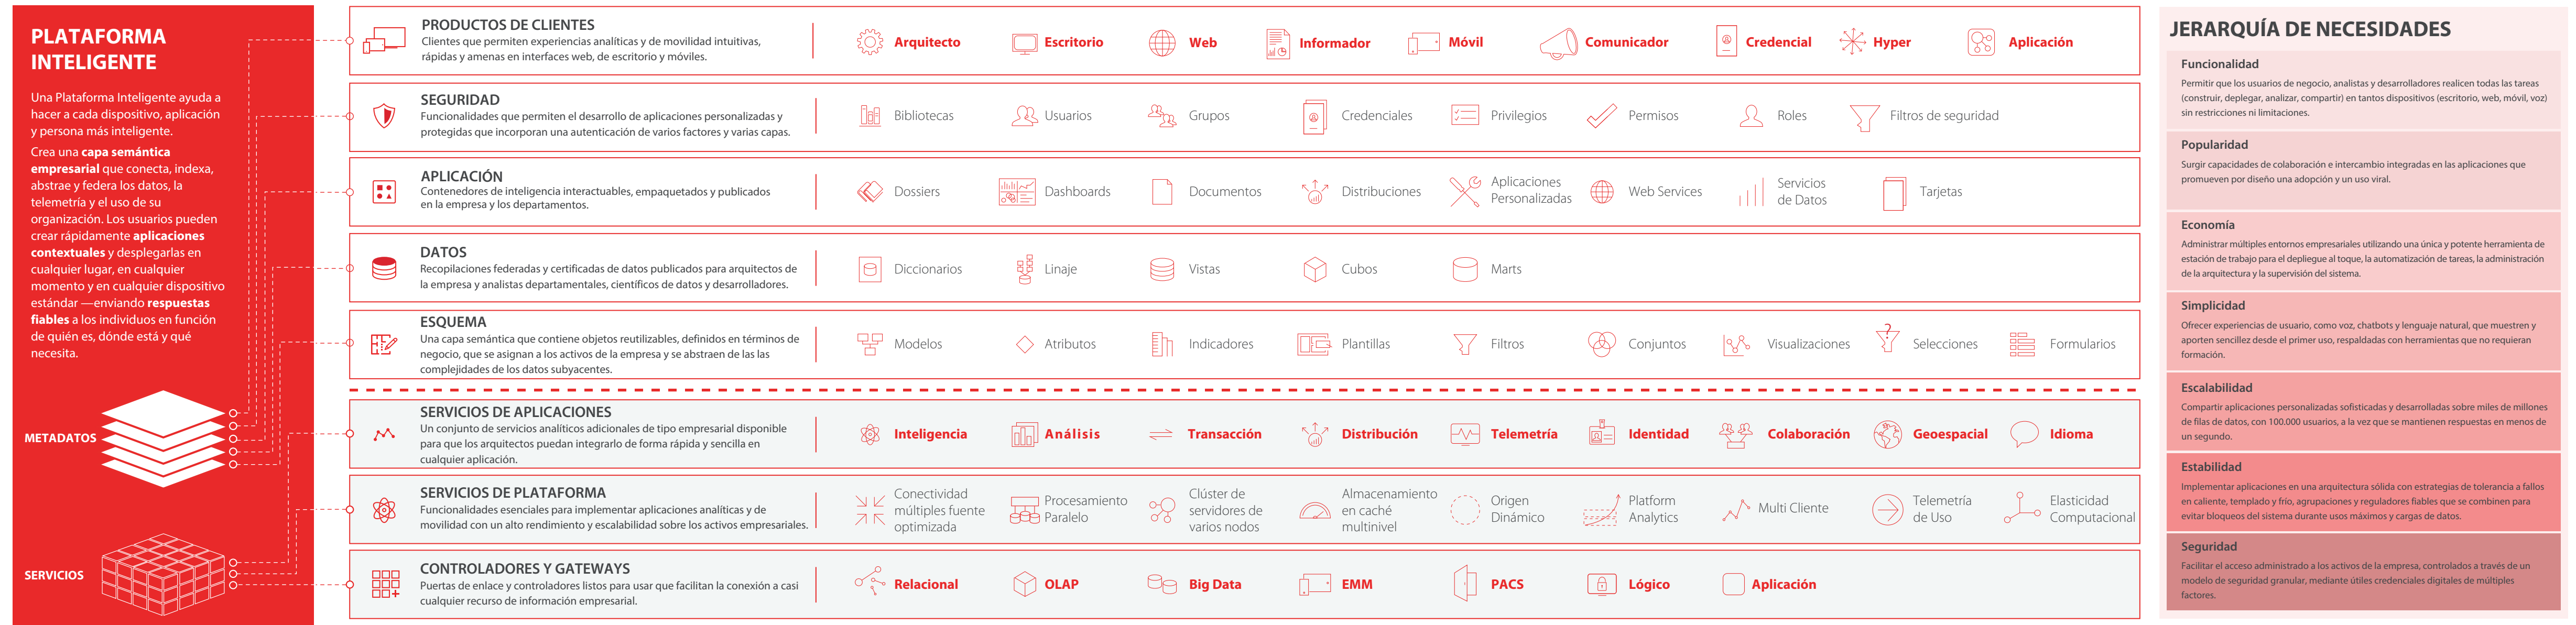 PLATAFORMA
INTELIGENTE
Una Plataforma Inteligente ayuda a
hacer a cada dispositivo, aplicación
y persona más inteligente.
Crea una capa semántica
empresarial que conecta, indexa,
abstrae y federa los datos, la
telemetría y el uso de su
organización. Los usuarios pueden
crear rápidamente aplicaciones
contextuales y desplegarlas en
cualquier lugar, en cualquier
momento y en cualquier dispositivo
estándar —enviando respuestas
fiables a los individuos en función
de quién es, dónde está y qué
necesita.
METADATOS
SERVICIOS
PRODUCTOS DE CLIENTES
Clientes que permiten experiencias analíticas y de movilidad intuitivas,
rápidas y amenas en interfaces web, de escritorio y móviles.
Arquitecto
Escritorio
Web
Informador
Móvil
Comunicador
Credencial
Hyper
Aplicación
SEGURIDAD
Funcionalidades que permiten el desarrollo de aplicaciones personalizadas y
protegidas que incorporan una autenticación de varios factores y varias capas.
Bibliotecas
Usuarios
Grupos
Credenciales
Privilegios
Permisos
Roles
Filtros de seguridad
APLICACIÓN
Contenedores de inteligencia interactuables, empaquetados y publicados
en la empresa y los departamentos.
Dossiers
Dashboards
Documentos
Distribuciones
Aplicaciones
Personalizadas
Web Services
Servicios
de Datos
Tarjetas
DATOS
Recopilaciones federadas y certificadas de datos publicados para arquitectos de
la empresa y analistas departamentales, científicos de datos y desarrolladores.
Diccionarios
Linaje
Vistas
Cubos
Marts
ESQUEMA
Una capa semántica que contiene objetos reutilizables, definidos en términos de
negocio, que se asignan a los activos de la empresa y se abstraen de las las
complejidades de los datos subyacentes.
Modelos
Atributos
Indicadores
Plantillas
Filtros
Conjuntos
Visualizaciones
?
Selecciones
Formularios
SERVICIOS DE APLICACIONES
Un conjunto de servicios analíticos adicionales de tipo empresarial disponible
para que los arquitectos puedan integrarlo de forma rápida y sencilla en
cualquier aplicación.
Inteligencia
Análisis
Transacción
Distribución
Telemetría
Identidad
Colaboración
Geoespacial
Idioma
SERVICIOS DE PLATAFORMA
Funcionalidades esenciales para implementar aplicaciones analíticas y de
movilidad con un alto rendimiento y escalabilidad sobre los activos empresariales.
Conectividad
múltiples fuente
optimizada
Procesamiento
Paralelo
Clúster de
servidores de
varios nodos
Almacenamiento
en caché
multinivel
Origen
Dinámico
Platform
Analytics
Multi Cliente
Telemetría
de Uso
Elasticidad
Computacional
CONTROLADORES Y GATEWAYS
Puertas de enlace y controladores listos para usar que facilitan la conexión a casi
cualquier recurso de información empresarial.
Relacional
OLAP
Big Data
EMM
PACS
Lógico
Aplicación
JERARQUÍA DE NECESIDADES
Funcionalidad
Permitir que los usuarios de negocio, analistas y desarrolladores realicen todas las tareas
(construir, deplegar, analizar, compartir) en tantos dispositivos (escritorio, web, móvil, voz)
sin restricciones ni limitaciones.
Popularidad
Surgir capacidades de colaboración e intercambio integradas en las aplicaciones que
promueven por diseño una adopción y un uso viral.
Economía
Administrar múltiples entornos empresariales utilizando una única y potente herramienta de
estación de trabajo para el depliegue al toque, la automatización de tareas, la administración
de la arquitectura y la supervisión del sistema.
Simplicidad
Ofrecer experiencias de usuario, como voz, chatbots y lenguaje natural, que muestren y
aporten sencillez desde el primer uso, respaldadas con herramientas que no requieran
formación.
Escalabilidad
Compartir aplicaciones personalizadas sofisticadas y desarrolladas sobre miles de millones
de filas de datos, con 100.000 usuarios, a la vez que se mantienen respuestas en menos de
un segundo.
Estabilidad
Implementar aplicaciones en una arquitectura sólida con estrategias de tolerancia a fallos
en caliente, templado y frío, agrupaciones y reguladores fiables que se combinen para
evitar bloqueos del sistema durante usos máximos y cargas de datos.
Seguridad
Facilitar el acceso administrado a los activos de la empresa, controlados a través de un
modelo de seguridad granular, mediante útiles credenciales digitales de múltiples
factores.